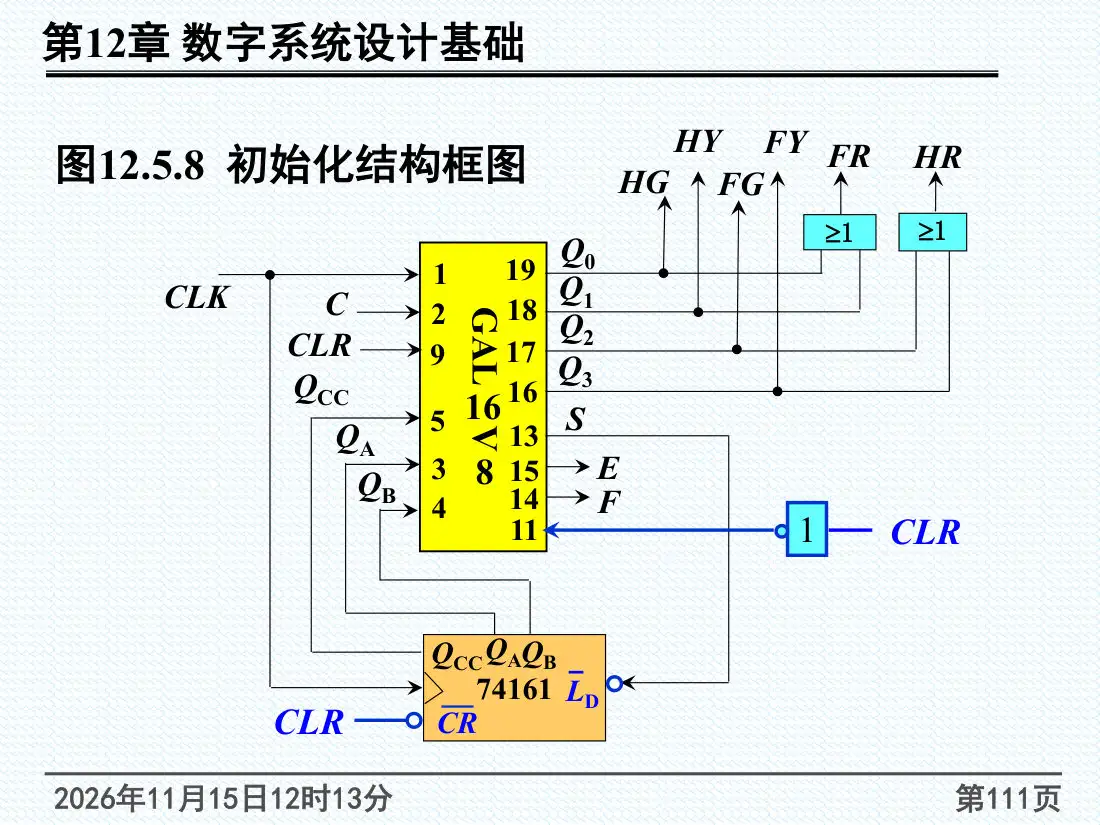 第12章 数字系统设计基础
图12.5.8 初始化结构框图
HY FY FR HR
HG FG
≥1 ≥1
CLK
C
CLR
QCC
QA
QB
1 19 Q0
2 18 Q1
9 17 Q2
5 16 Q3
3 13 S
4 15 E
14 F
11
GAL
16
V
8
1 CLR
QCC QA QB
74161 L̅D
CLR C̅R̅
2026年11月15日12时13分
第111页